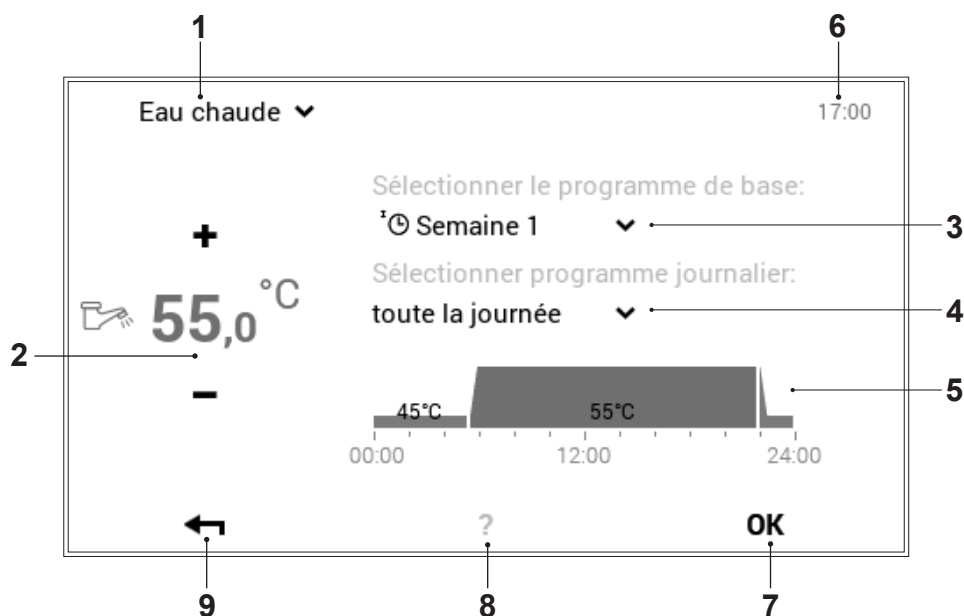 1
6
Eau chaude
17:00
Sélectionner le programme de base:
Semaine 1
3
+
Sélectionner programme journalier:
55,0 °C
toute la journée
4
2
−
5
45°C
55°C
00:00
12:00
24:00
?
OK
9
8
7